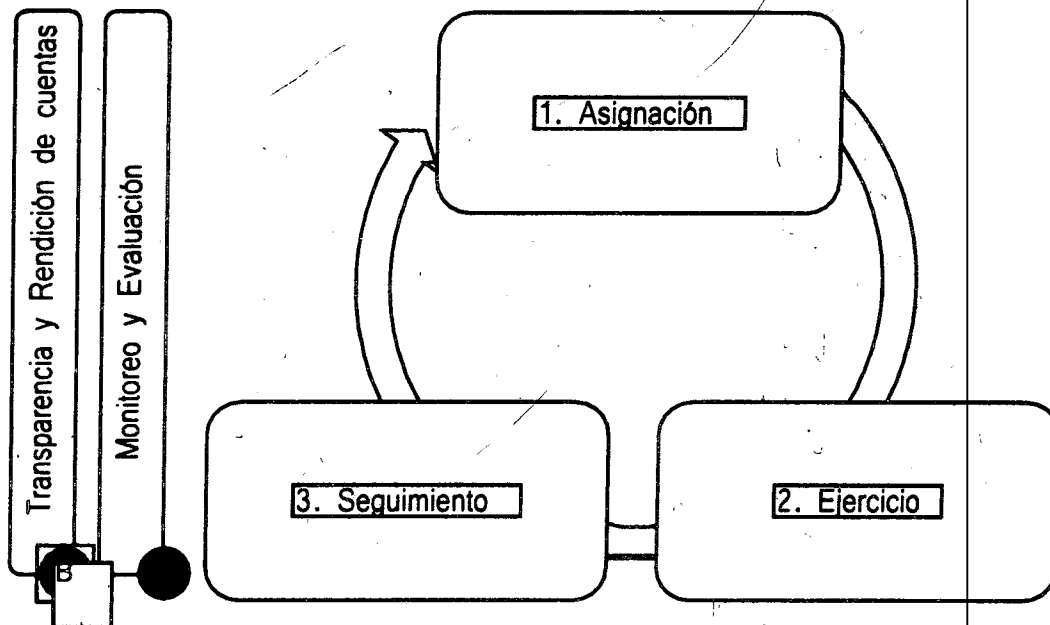 Transparencia y Rendición de cuentas
Monitoreo y Evaluación
1. Asignación
3. Seguimiento
2. Ejercicio